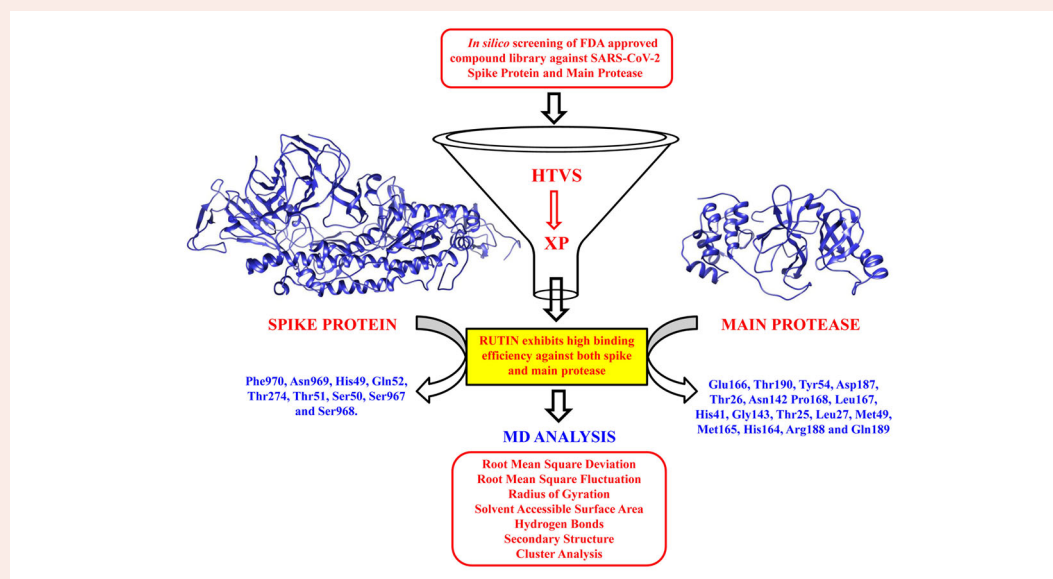 In silico screening of FDA approved
compound library against SARS-CoV-2
Spike Protein and Main Protease
HTVS
XP
SPIKE PROTEIN
MAIN PROTEASE
RUTIN exhibits high binding
efficiency against both spike
and main protease
Phe970, Asn969, His49, Gln52,
Thr274, Thr51, Ser50, Ser967
and Ser968.
Glu166, Thr190, Tyr54, Asp187,
Thr26, Asn142 Pro168, Leu167,
His41, Gly143, Thr25, Leu27, Met49,
Met165, His164, Arg188 and Gln189
MD ANALYSIS
Root Mean Square Deviation
Root Mean Square Fluctuation
Radius of Gyration
Solvent Accessible Surface Area
Hydrogen Bonds
Secondary Structure
Cluster Analysis